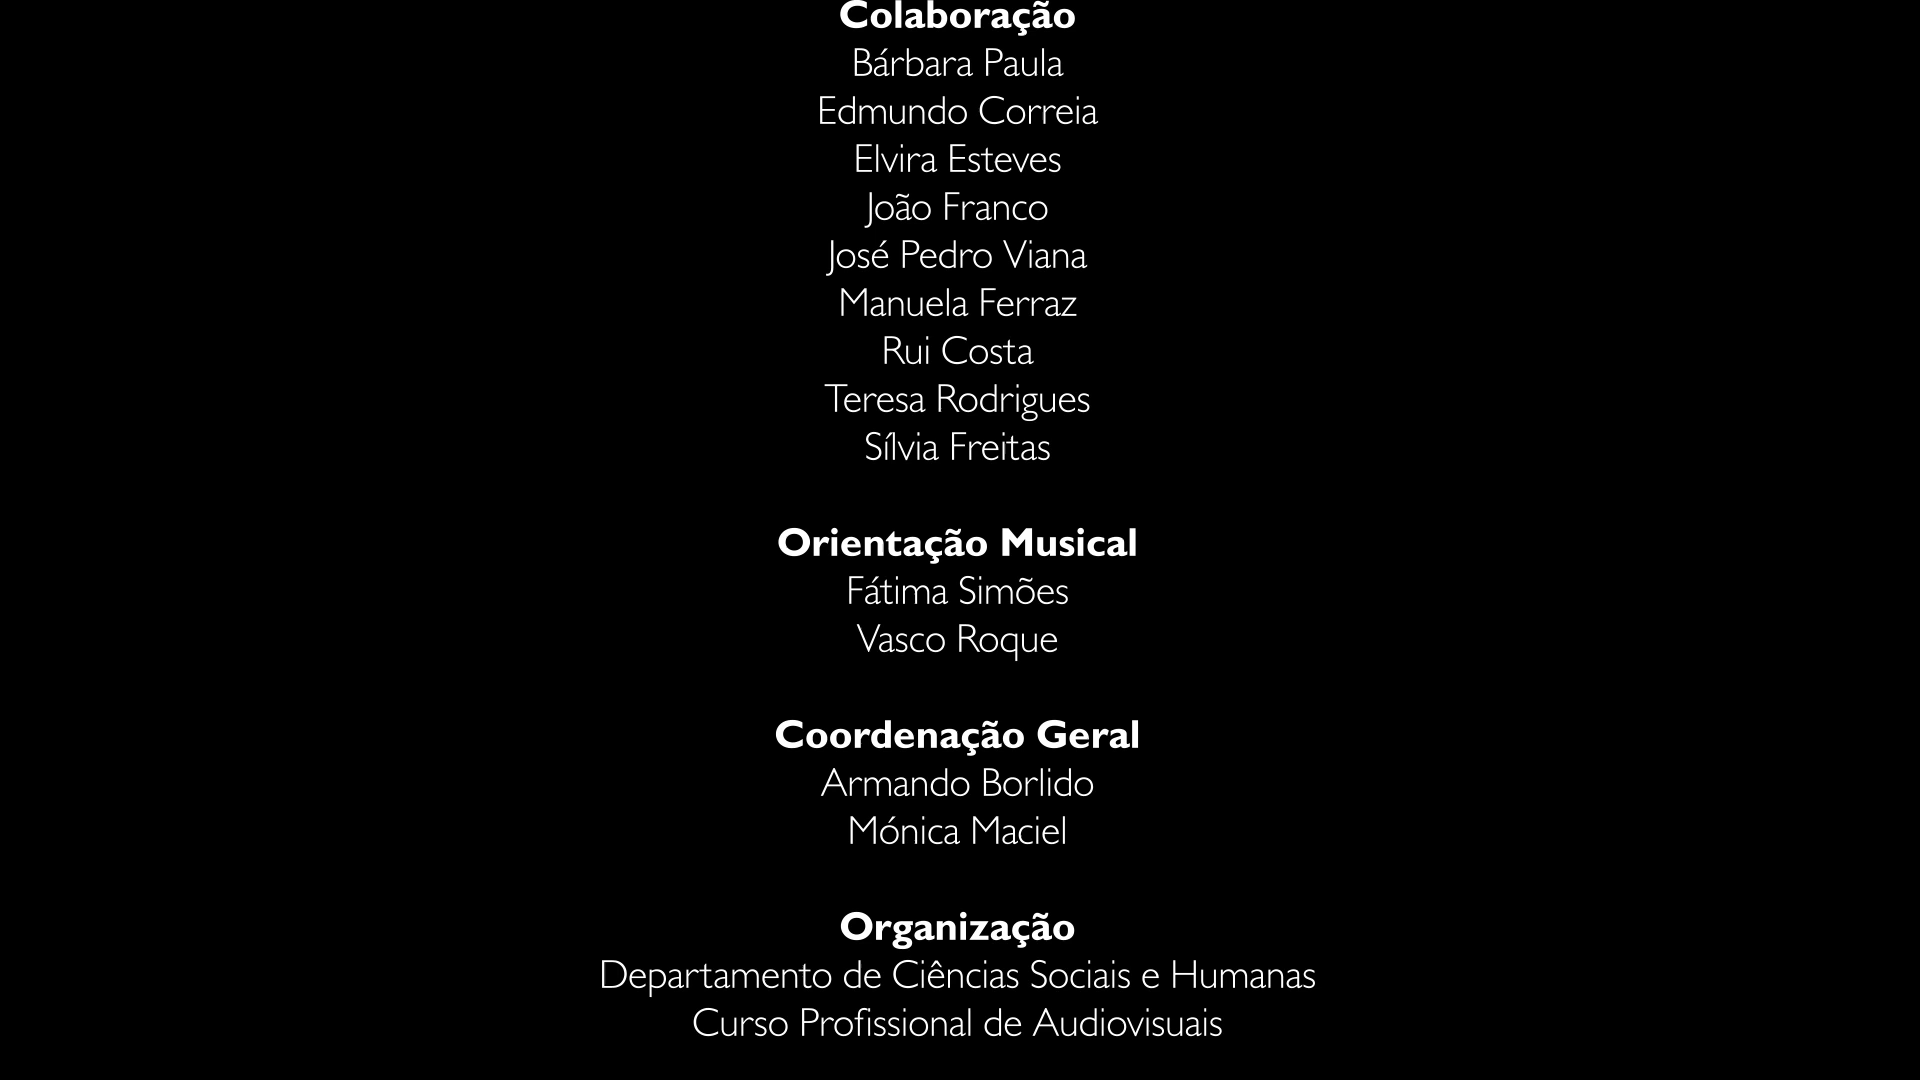 Colaboração
Bárbara Paula
Edmundo Correia
Elvira Esteves
João Franco
José Pedro Viana
Manuela Ferraz
Rui Costa
Teresa Rodrigues
Sílvia Freitas
Orientação Musical
Fátima Simões
Vasco Roque
Coordenação Geral
Armando Borlido
Mónica Maciel
Organização
Departamento de Ciências Sociais e Humanas
Curso Profissional de Audiovisuais